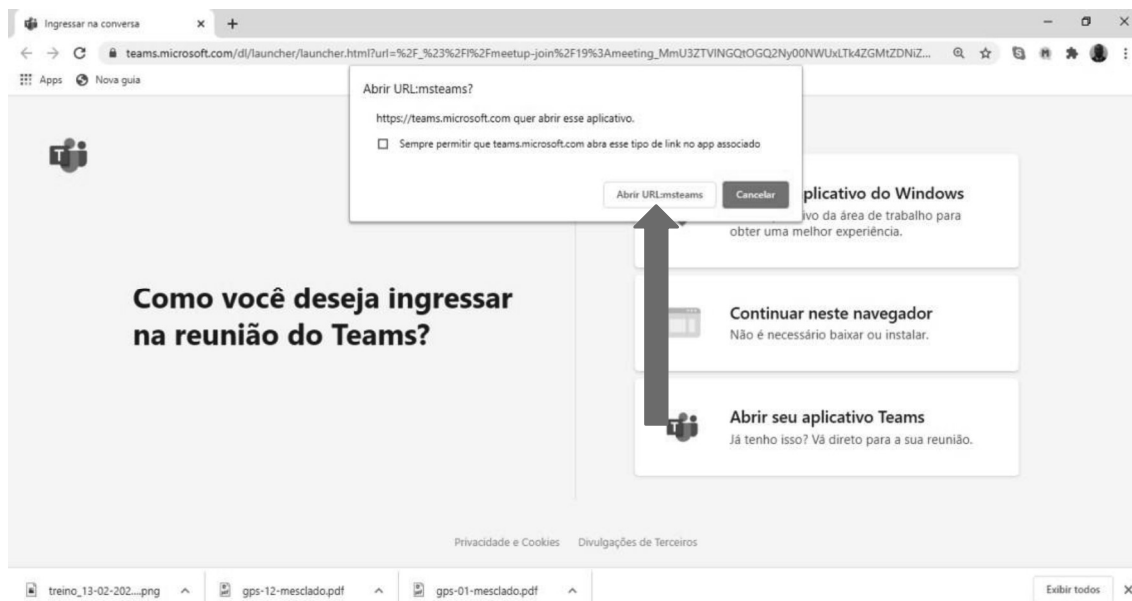 Ingressar na conversa
teams.microsoft.com/dl/launcher/launcher.html?url=%2F_%23%2Fl%2Fmeetup-join%2F19%3Ameeting_MmU3ZTVlNGQtOGQ2Ny00NWUxLTk4ZGMtZDNiZ...
Apps Nova guia
Abrir URL:msteams?
https://teams.microsoft.com quer abrir esse aplicativo.
Sempre permitir que teams.microsoft.com abra esse tipo de link no app associado
Abrir URL:msteams Cancelar
plicativo do Windows
ivo da área de trabalho para
obter uma melhor experiência.
Como você deseja ingressar
na reunião do Teams?
Continuar neste navegador
Não é necessário baixar ou instalar.
Abrir seu aplicativo Teams
Já tenho isso? Vá direto para a sua reunião.
Privacidade e Cookies Divulgações de Terceiros
treino_13-02-202....png gps-12-mesclado.pdf gps-01-mesclado.pdf Exibir todos